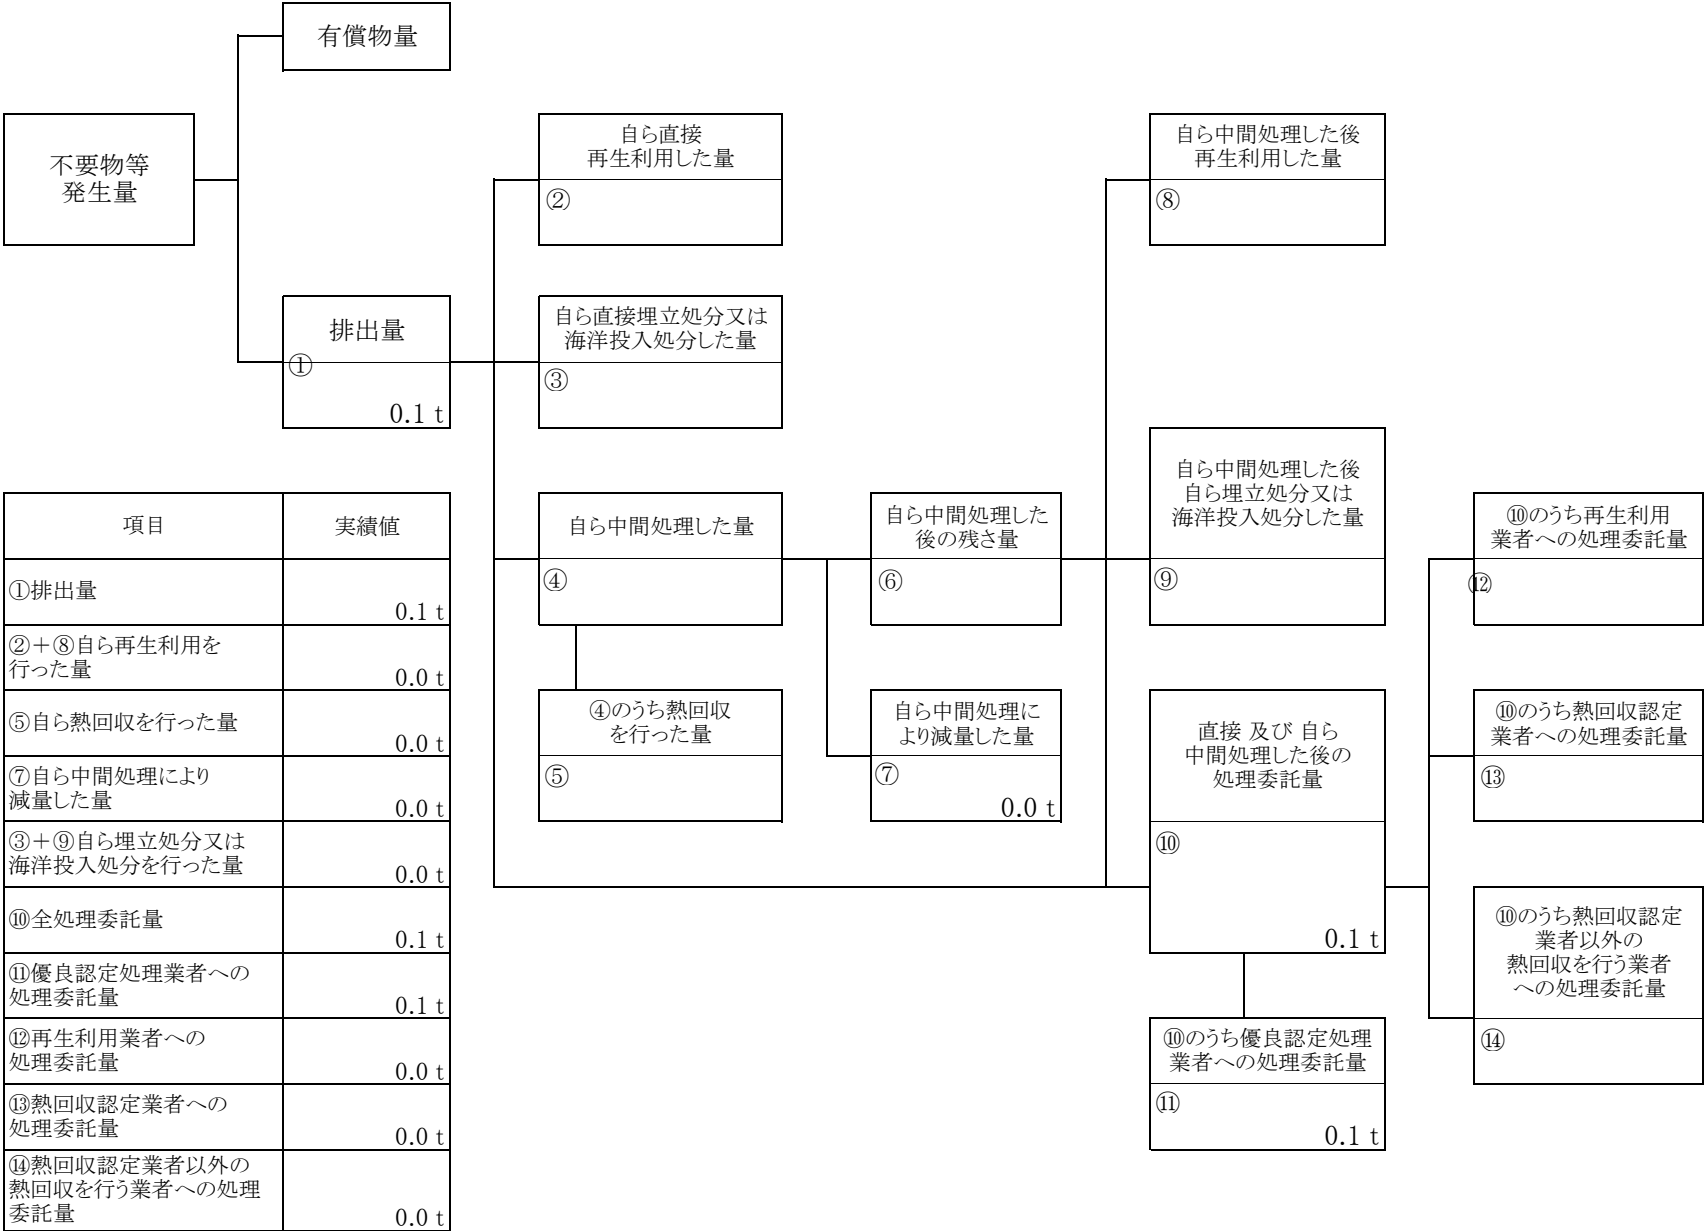 有償物量
不要物等
発生量
自ら直接
再生利用した量
②
自ら中間処理した後
再生利用した量
⑧
排出量
①
0.1 t
自ら直接埋立処分又は
海洋投入処分した量
③
自ら中間処理した量
④
自ら中間処理した
後の残さ量
⑥
自ら中間処理した後
自ら埋立処分又は
海洋投入処分した量
⑨
⑩のうち再生利用
業者への処理委託量
⑫
④のうち熱回収
を行った量
⑤
自ら中間処理に
より減量した量
⑦
0.0 t
直接 及び 自ら
中間処理した後の
処理委託量
⑩
0.1 t
⑩のうち熱回収認定
業者への処理委託量
⑬
⑩のうち熱回収認定
業者以外の
熱回収を行う業者
への処理委託量
⑭
⑩のうち優良認定処理
業者への処理委託量
⑪
0.1 t
項目
実績値
①排出量
0.1 t
②＋⑧自ら再生利用を
行った量
0.0 t
⑤自ら熱回収を行った量
0.0 t
⑦自ら中間処理により
減量した量
0.0 t
③＋⑨自ら埋立処分又は
海洋投入処分を行った量
0.0 t
⑩全処理委託量
0.1 t
⑪優良認定処理業者への
処理委託量
0.1 t
⑫再生利用業者への
処理委託量
0.0 t
⑬熱回収認定業者への
処理委託量
0.0 t
⑭熱回収認定業者以外の
熱回収を行う業者への処理
委託量
0.0 t